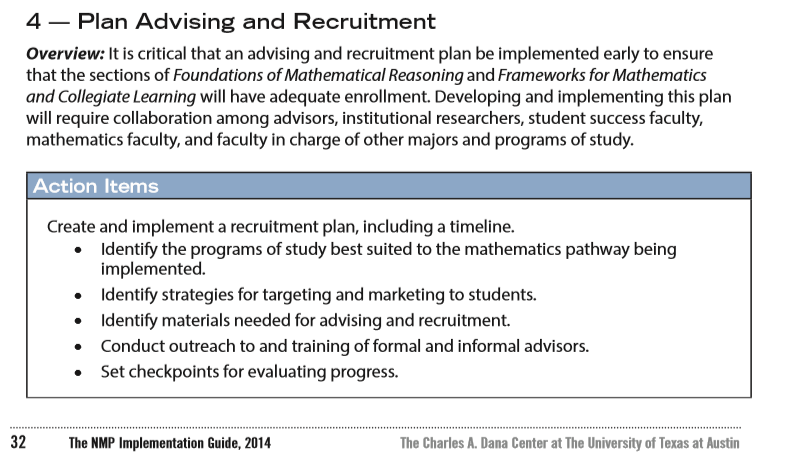 4 — Plan Advising and Recruitment
Overview: It is critical that an advising and recruitment plan be implemented early to ensure
that the sections of Foundations of Mathematical Reasoning and Frameworks for Mathematics
and Collegiate Learning will have adequate enrollment. Developing and implementing this plan
will require collaboration among advisors, institutional researchers, student success faculty,
mathematics faculty, and faculty in charge of other majors and programs of study.
Action Items
Create and implement a recruitment plan, including a timeline.
• Identify the programs of study best suited to the mathematics pathway being
implemented.
• Identify strategies for targeting and marketing to students.
• Identify materials needed for advising and recruitment.
• Conduct outreach to and training of formal and informal advisors.
• Set checkpoints for evaluating progress.
32 The NMP Implementation Guide, 2014 The Charles A. Dana Center at The University of Texas at Austin